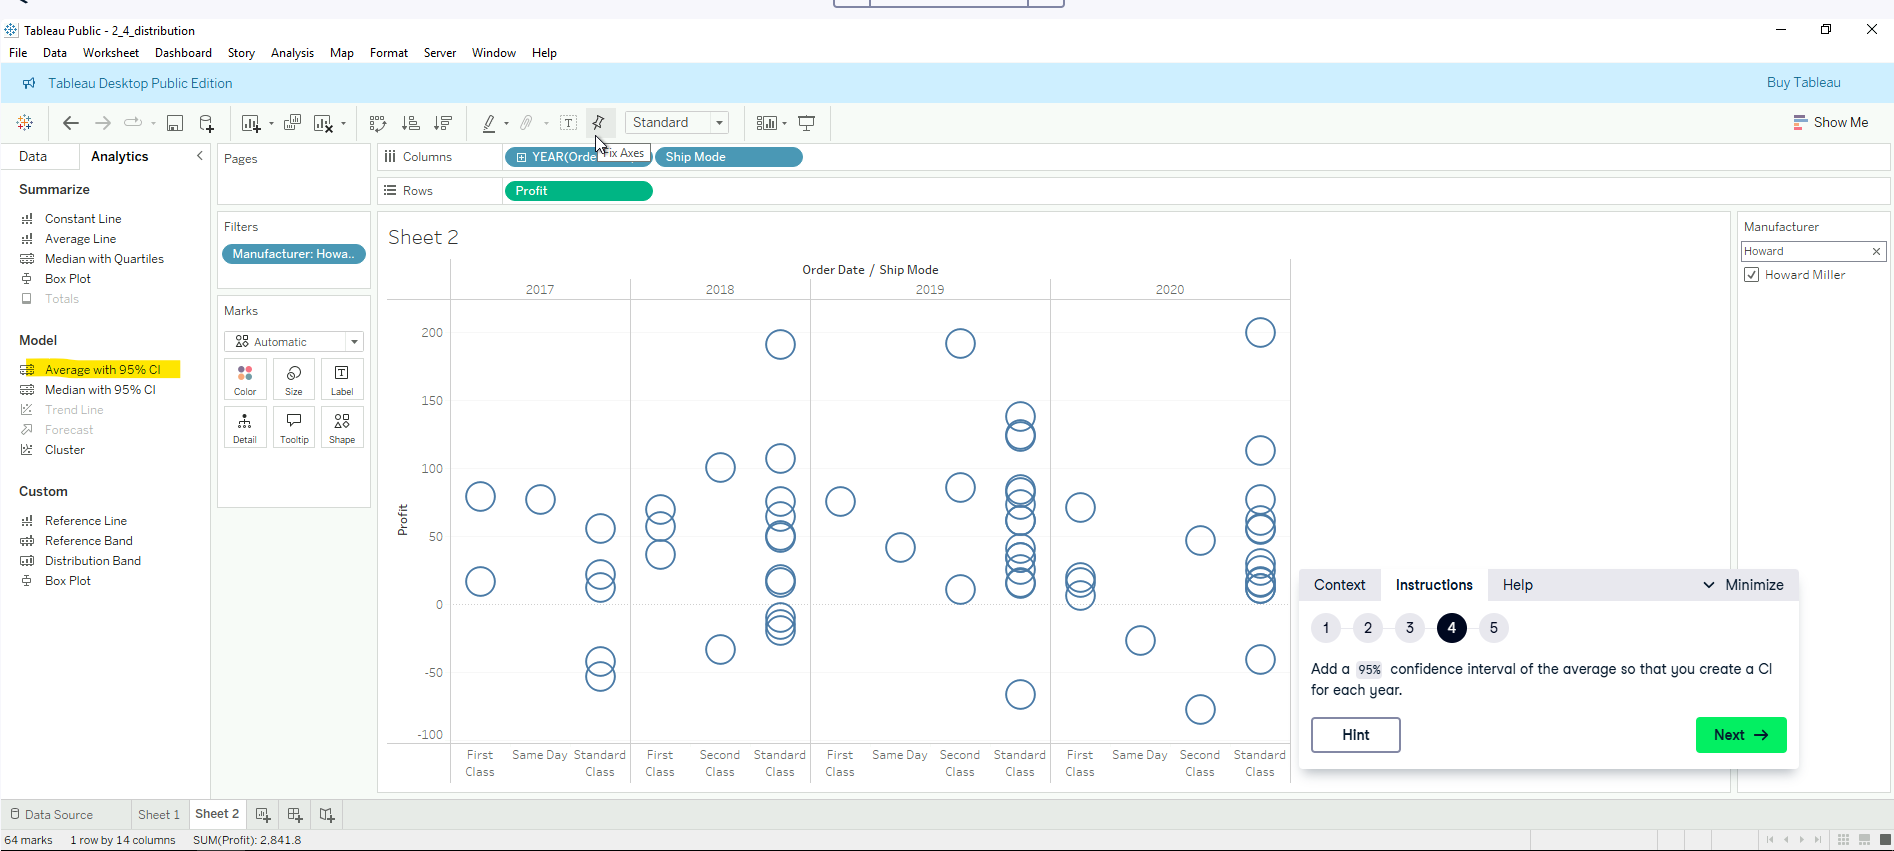 Tableau Public - 2_4_distribution
File Data Worksheet Dashboard Story Analysis Map Format Server Window Help
Tableau Desktop Public Edition
Buy Tableau
Standard
Show Me
Data Analytics
Pages
Columns
YEAR(Orde
Ship Mode
Fix Axes
Rows
Profit
Summarize
Constant Line
Average Line
Median with Quartiles
Box Plot
Totals
Model
Average with 95% CI
Median with 95% CI
Trend Line
Forecast
Cluster
Custom
Reference Line
Reference Band
Distribution Band
Box Plot
Filters
Manufacturer: Howa..
Marks
Automatic
Color Size Label
Detail Tooltip Shape
Sheet 2
Order Date / Ship Mode
2017 2018 2019 2020
200
150
100
50
0
-50
-100
Profit
First Class Same Day Standard Class First Class Second Class Standard Class First Class Same Day Second Class Standard Class First Class Same Day Second Class Standard Class
Manufacturer
Howard
Howard Miller
Context Instructions Help Minimize
1 2 3 4 5
Add a 95% confidence interval of the average so that you create a CI
for each year.
Hint
Next
Data Source Sheet 1 Sheet 2
64 marks 1 row by 14 columns SUM(Profit): 2,841.8